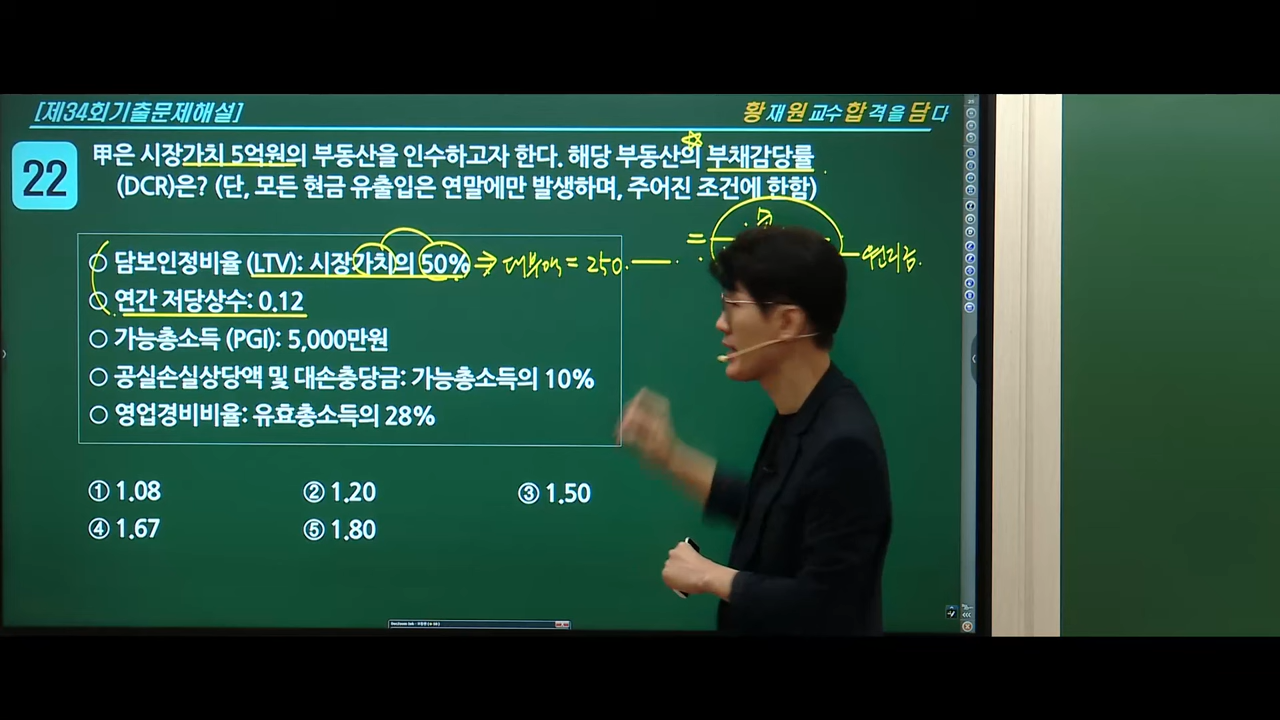 [제34회기출문제해설]
황재원 교수 합격을 담다
22
甲은 시장가치 5억원의 부동산을 인수하고자 한다. 해당 부동산의 부채감당률
(DCR)은? (단, 모든 현금 유출입은 연말에만 발생하며, 주어진 조건에 한함)
○ 담보인정비율 (LTV): 시장가치의 50% ⇒ 대부액 = 250.
=
원리금.
○ 연간 저당상수: 0.12
○ 가능총소득 (PGI): 5,000만원
○ 공실손실상당액 및 대손충당금: 가능총소득의 10%
○ 영업경비비율: 유효총소득의 28%
① 1.08 ② 1.20 ③ 1.50
④ 1.67 ⑤ 1.80